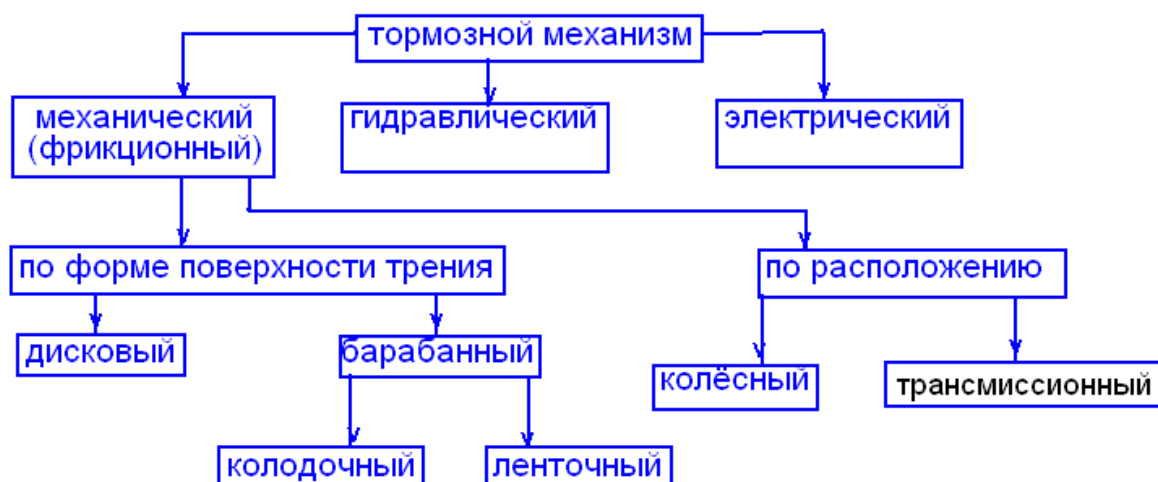 тормозной механизм
механический
(фрикционный)
гидравлический
электрический
по форме поверхности трения
по расположению
дисковый
барабанный
колёсный
трансмиссионный
колодочный
ленточный